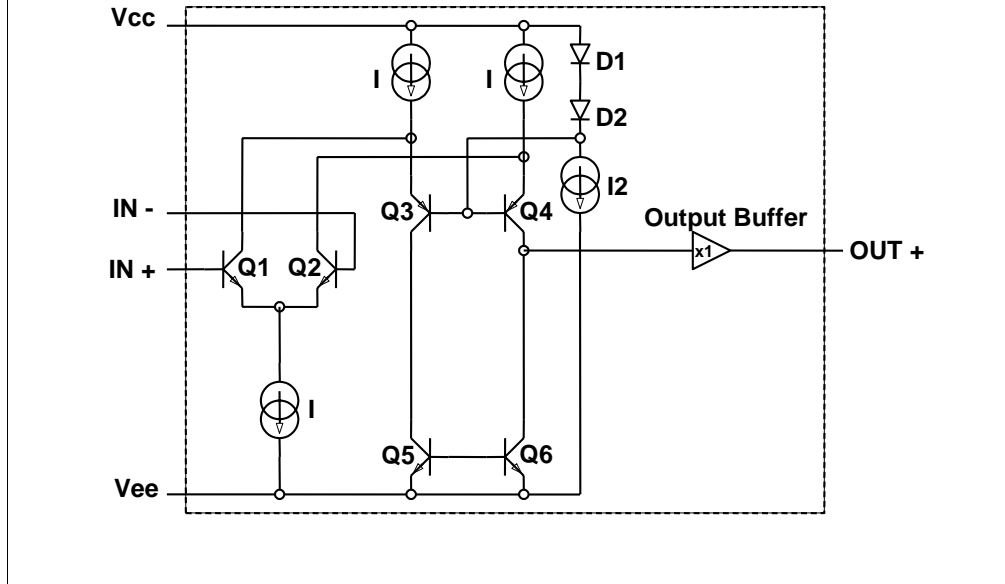 Vcc
D1
I
I
D2
I2
IN -
Q3
Q4
Output Buffer
x1
OUT +
IN +
Q1
Q2
I
Q5
Q6
Vee